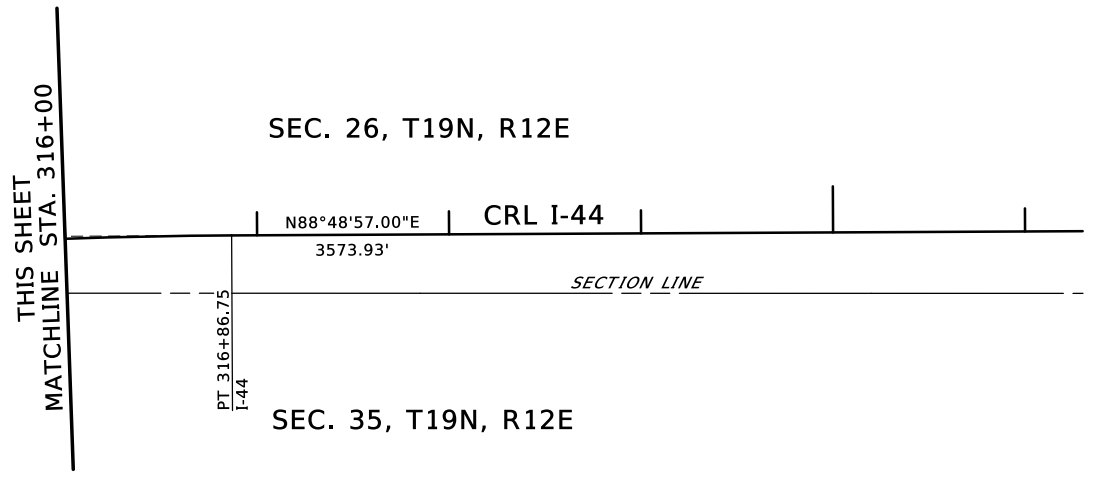 THIS SHEET
MATCHLINE STA. 316+00
SEC. 26, T19N, R12E
N88°48'57.00"E
3573.93'
CRL I-44
SECTION LINE
PT 316+86.75
I-44
SEC. 35, T19N, R12E